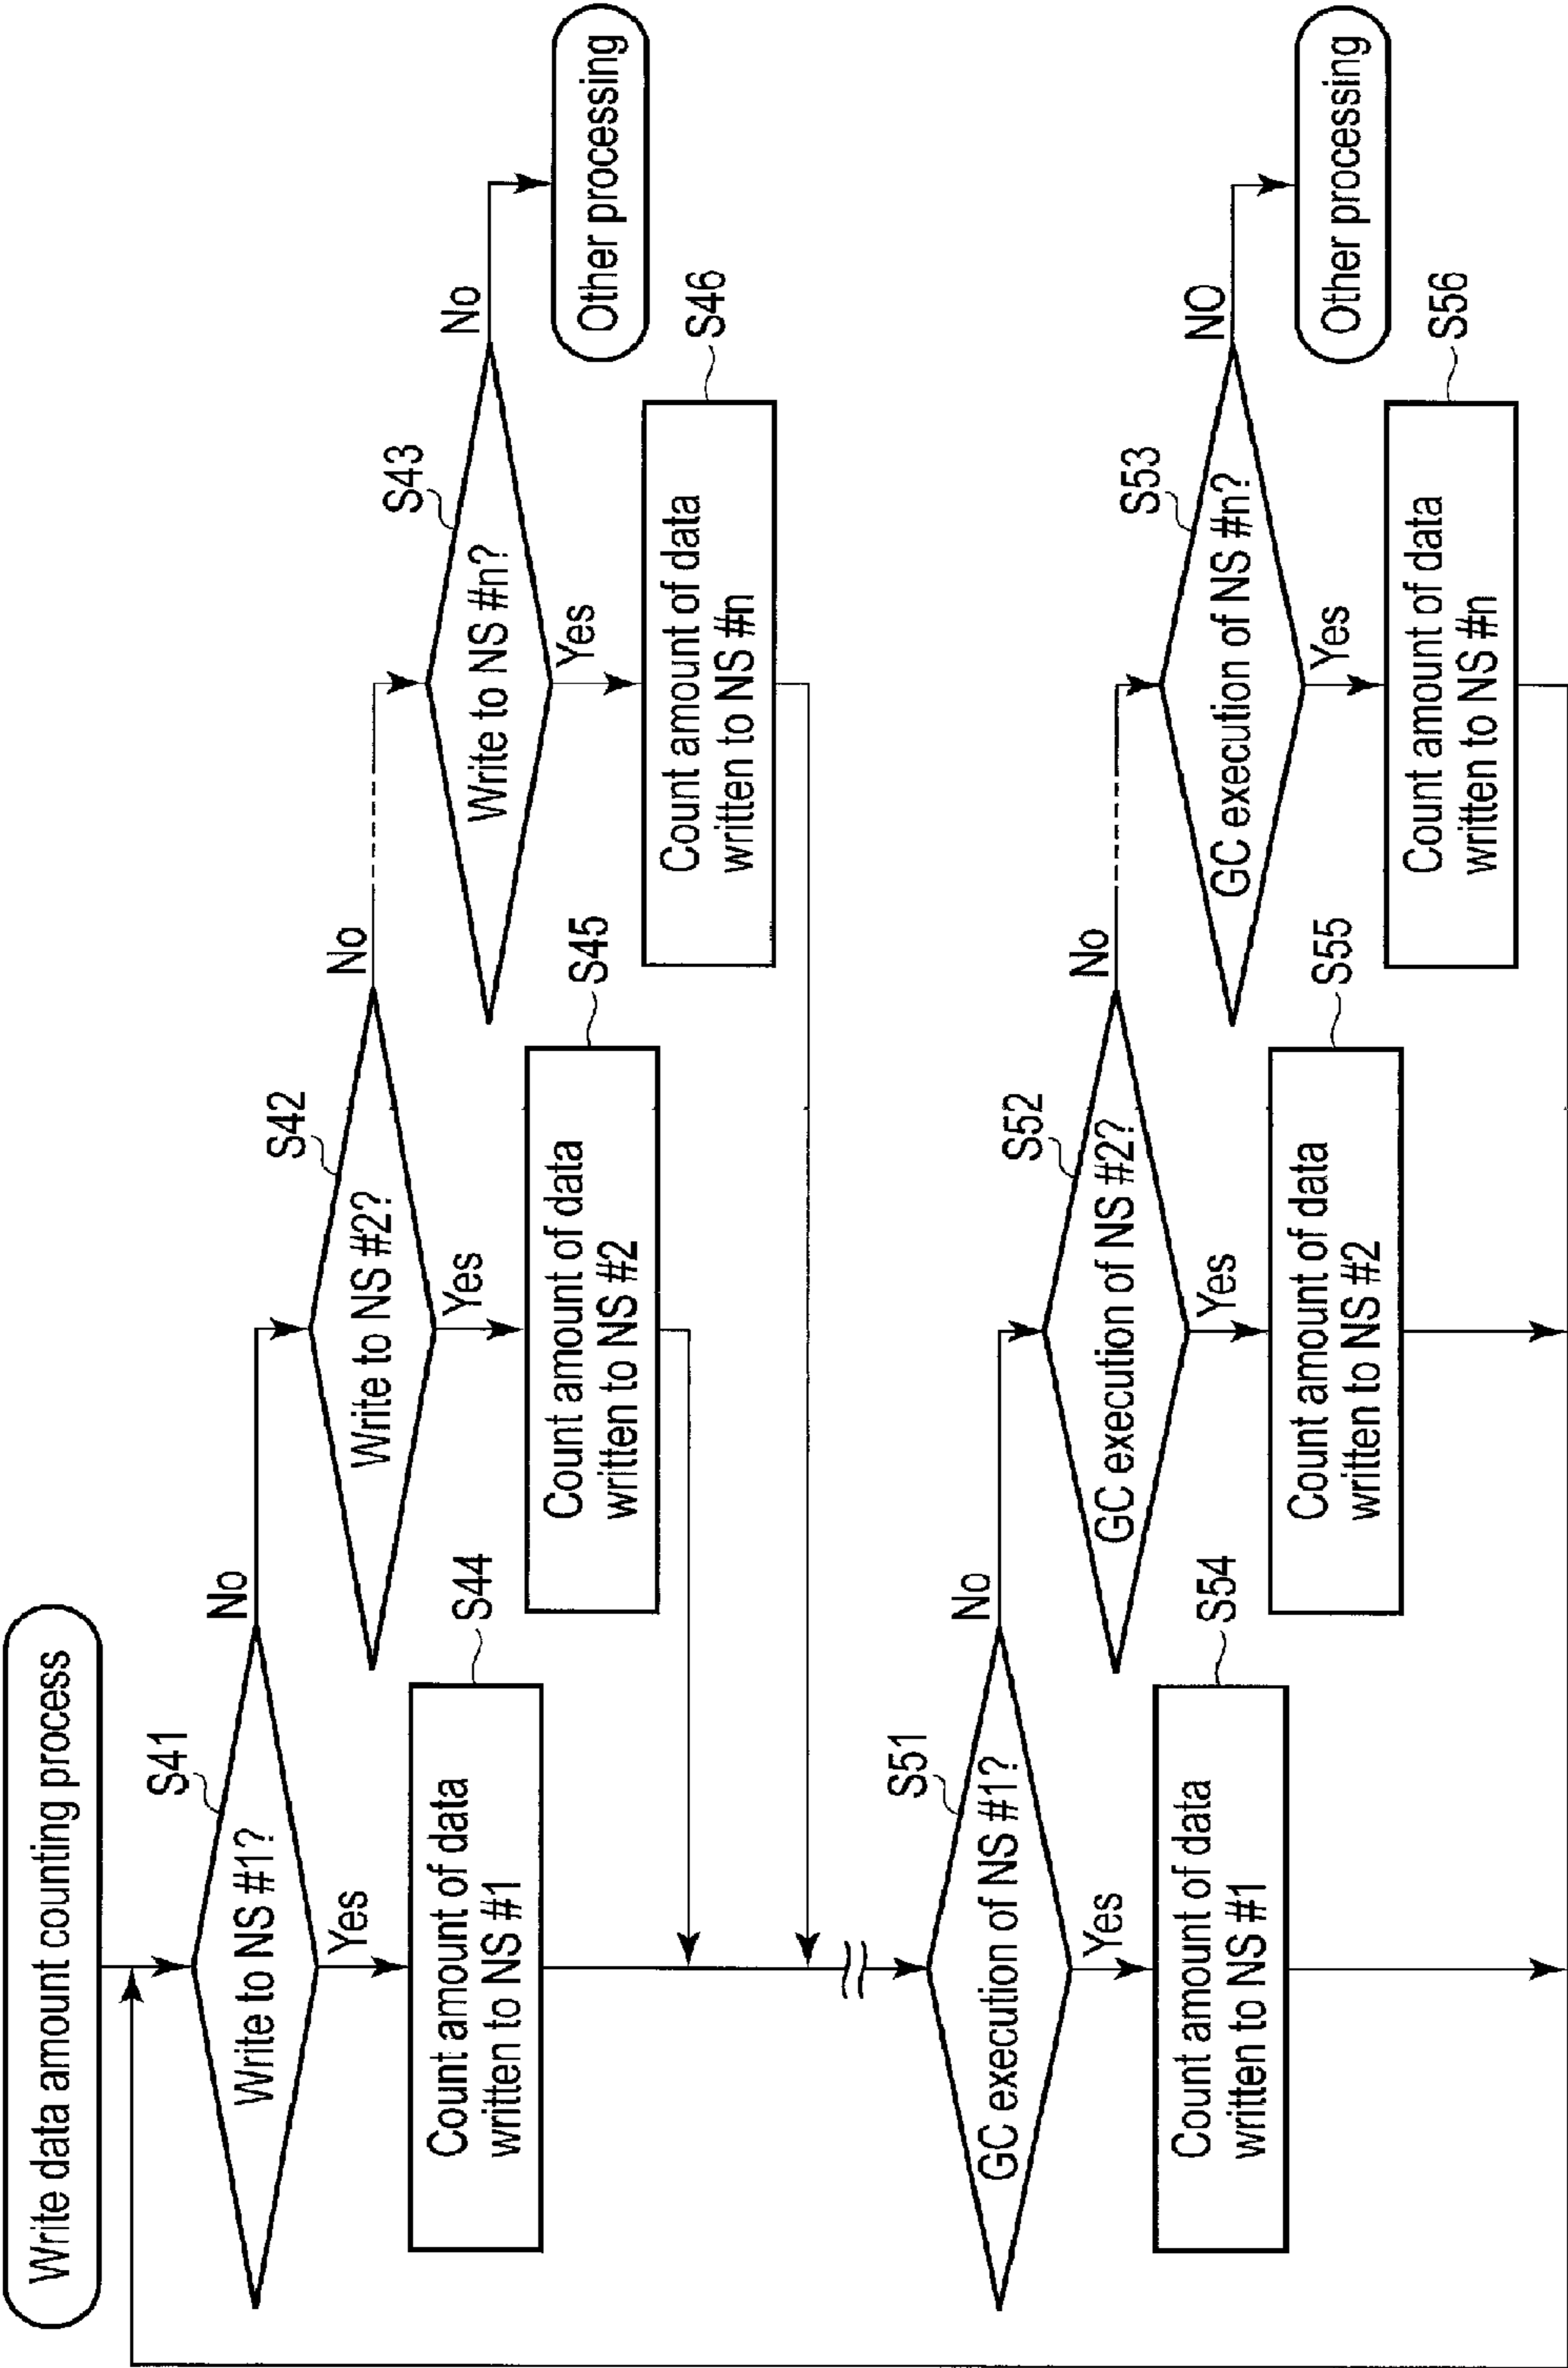 Write data amount counting process
S41
Write to NS #1?
No
Yes
S42
Write to NS #2?
No
Yes
S43
Write to NS #n?
No
Yes
Other processing
S44
Count amount of data
written to NS #1
S45
Count amount of data
written to NS #2
S46
Count amount of data
written to NS #n
S51
GC execution of NS #1?
No
Yes
S52
GC execution of NS #2?
No
Yes
S53
GC execution of NS #n?
NO
Yes
Other processing
S54
Count amount of data
written to NS #1
S55
Count amount of data
written to NS #2
S56
Count amount of data
written to NS #n